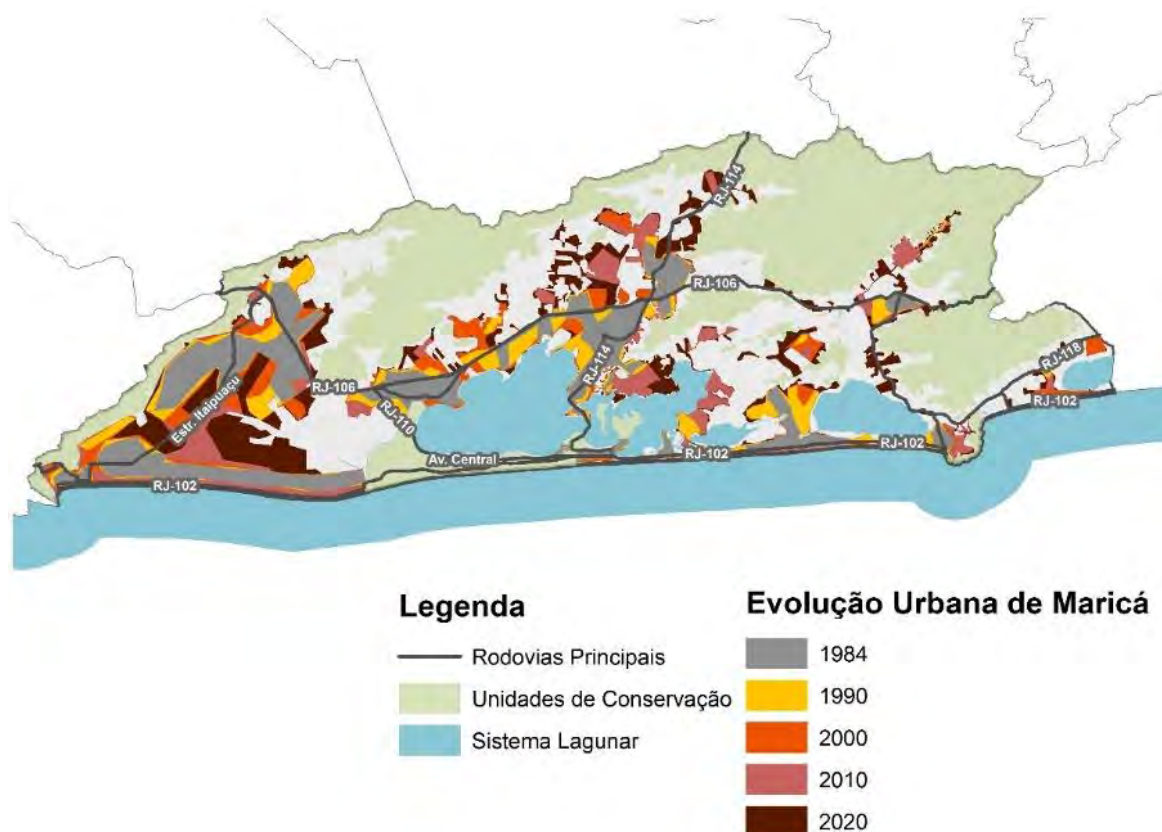 RJ-114
RJ-106
RJ-114
RJ-118
RJ-106
RJ-102
Estr. Itaipuaçu
RJ-110
RJ-102
Av. Central
RJ-102
RJ-102
Legenda
Rodovias Principais
Unidades de Conservação
Sistema Lagunar
Evolução Urbana de Maricá
1984
1990
2000
2010
2020